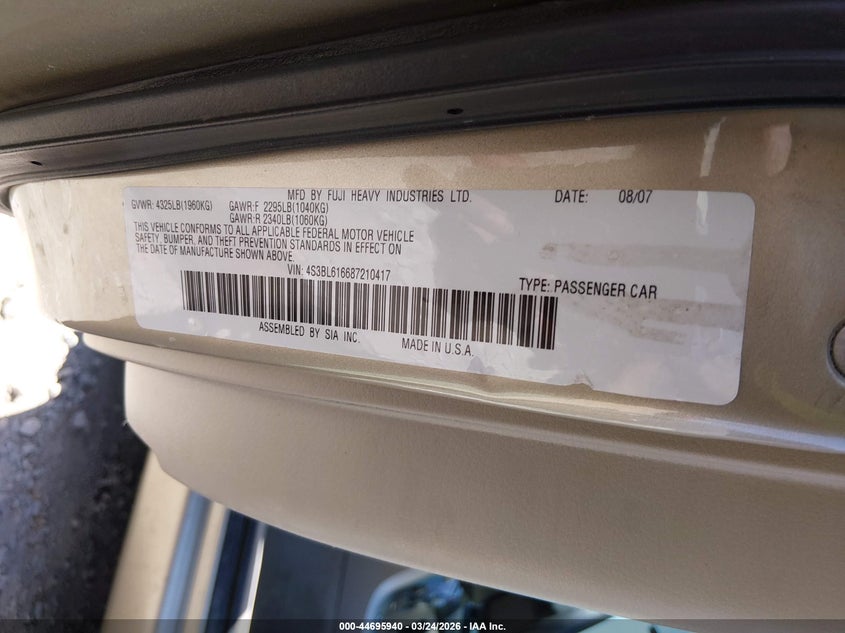 MFD BY FUJI HEAVY INDUSTRIES LTD. DATE: 08/07
GVWR: 4325LB(1960KG) GAWR:F 2295LB(1040KG)
GAWR:R 2340LB(1060KG)
THIS VEHICLE CONFORMS TO ALL APPLICABLE FEDERAL MOTOR VEHICLE
SAFETY, BUMPER, AND THEFT PREVENTION STANDARDS IN EFFECT ON
THE DATE OF MANUFACTURE SHOWN ABOVE.
VIN: 4S3BL616687210417 TYPE: PASSENGER CAR
ASSEMBLED BY SIA INC. MADE IN U.S.A.
000-44695940 - 03/24/2026 - IAA Inc.